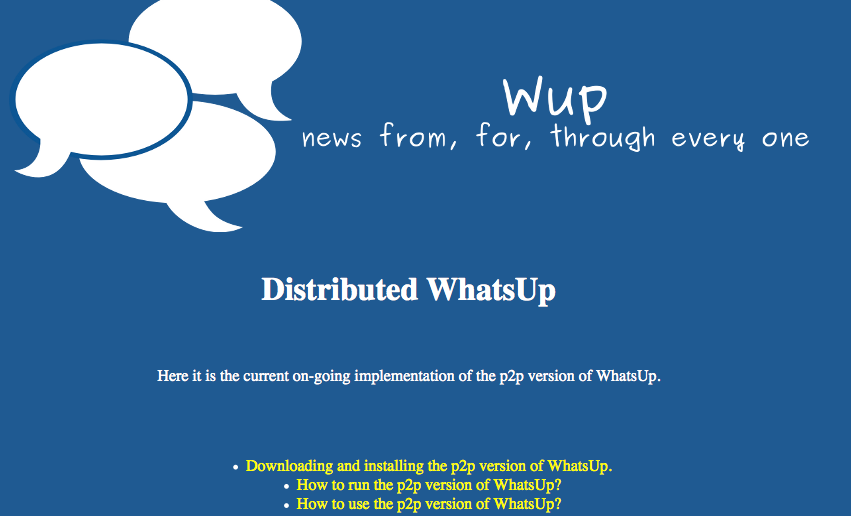 Wup
news from, for, through every one
Distributed WhatsUp
Here it is the current on-going implementation of the p2p version of WhatsUp.
Downloading and installing the p2p version of WhatsUp.
How to run the p2p version of WhatsUp?
How to use the p2p version of WhatsUp?